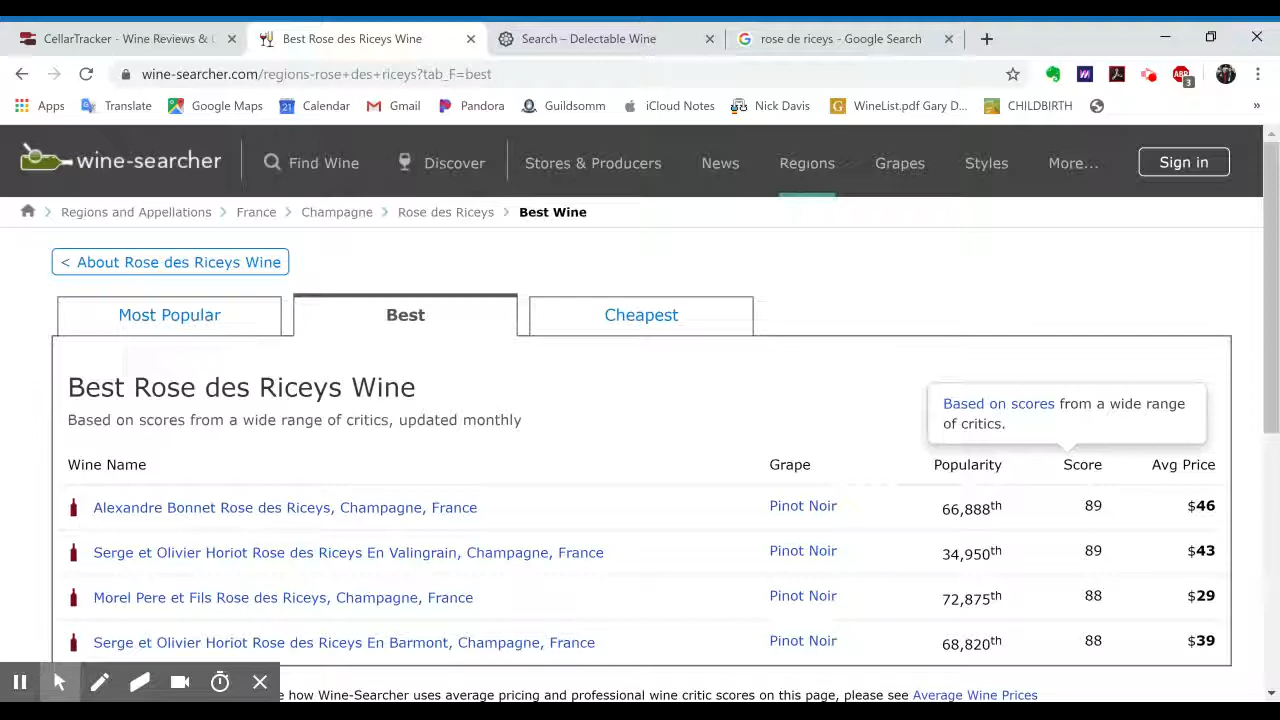 CellarTracker - Wine Reviews &
Best Rose des Riceys Wine
Search – Delectable Wine
rose de riceys - Google Search
wine-searcher.com/regions-rose+des+riceys?tab_F=best
ABP
3
Apps
Translate
Google Maps
21
Calendar
Gmail
Pandora
Guildsomm
iCloud Notes
Nick Davis
WineList.pdf Gary D...
CHILDBIRTH
»
wine-searcher
Find Wine
Discover
Stores & Producers
News
Regions
Grapes
Styles
More...
Sign in
Regions and Appellations > France > Champagne > Rose des Riceys > Best Wine
< About Rose des Riceys Wine
Most Popular
Best
Cheapest
Best Rose des Riceys Wine
Based on scores from a wide range of critics, updated monthly
Based on scores from a wide range
of critics.
Wine Name Grape Popularity Score Avg Price
Alexandre Bonnet Rose des Riceys, Champagne, France Pinot Noir 66,888th 89 $46
Serge et Olivier Horiot Rose des Riceys En Valingrain, Champagne, France Pinot Noir 34,950th 89 $43
Morel Pere et Fils Rose des Riceys, Champagne, France Pinot Noir 72,875th 88 $29
Serge et Olivier Horiot Rose des Riceys En Barmont, Champagne, France Pinot Noir 68,820th 88 $39
how Wine-Searcher uses average pricing and professional wine critic scores on this page, please see Average Wine Prices